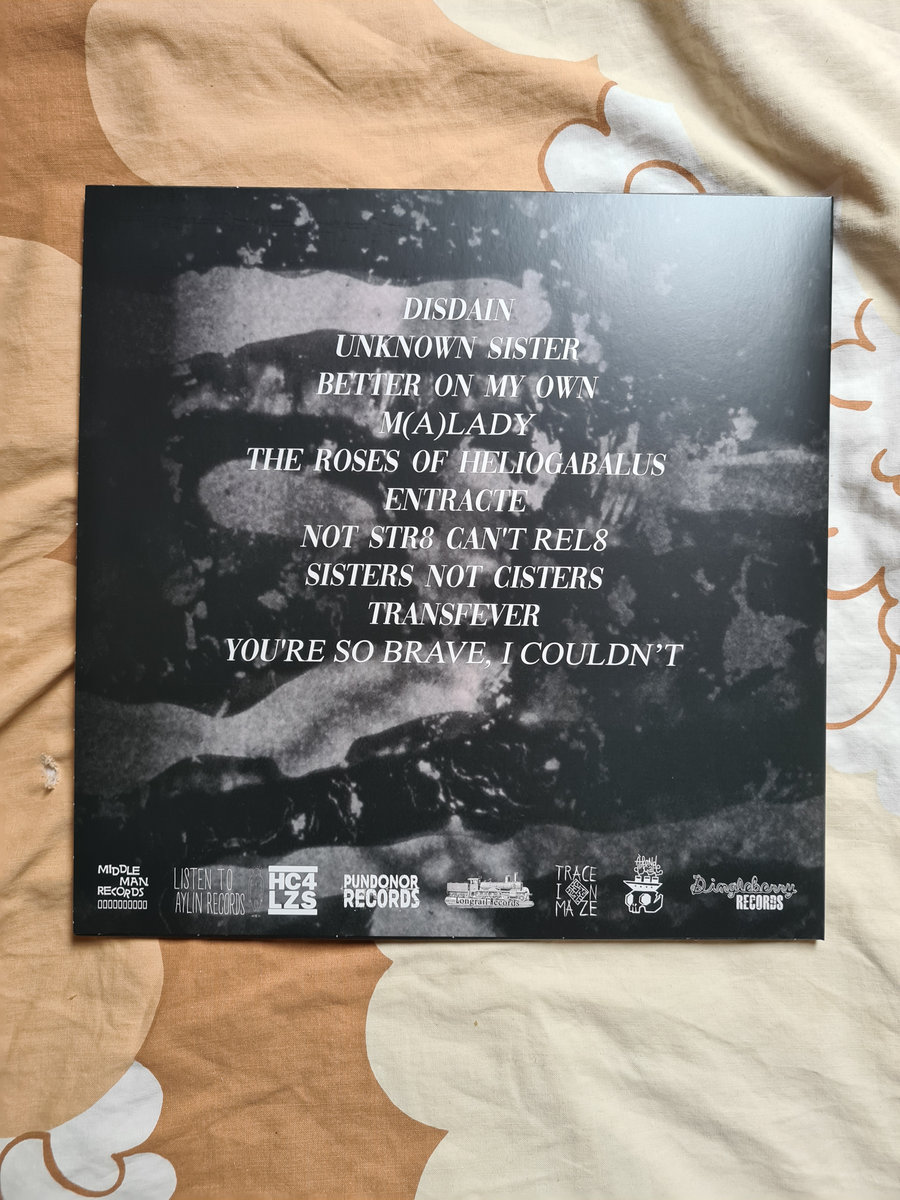 DISDAIN
UNKNOWN SISTER
BETTER ON MY OWN
M(A)LADY
THE ROSES OF HELIOGABALUS
ENTRACTE
NOT STR8 CAN'T REL8
SISTERS NOT CISTERS
TRANSFEVER
YOU'RE SO BRAVE, I COULDN’T
MIDDLE
MAN
RECORDS
LISTEN TO
AYLIN RECORDS
HC4
LZS
PUNDONOR
RECORDS
Longrail Records
TRACE
I N
MA ZE
Dingleberry
RECORDS